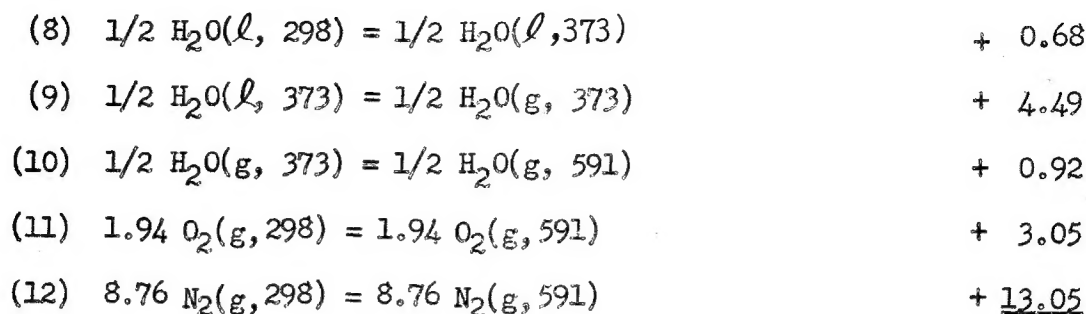 (8) 1/2 H₂O(ℓ, 298) = 1/2 H₂O(ℓ,373) + 0.68
(9) 1/2 H₂O(ℓ, 373) = 1/2 H₂O(g, 373) + 4.49
(10) 1/2 H₂O(g, 373) = 1/2 H₂O(g, 591) + 0.92
(11) 1.94 O₂(g,298) = 1.94 O₂(g,591) + 3.05
(12) 8.76 N₂(g,298) = 8.76 N₂(g,591) + 13.05